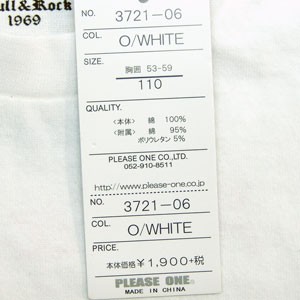 ull&Rock
1969
NO. 3721-06
COL. O/WHITE
SIZE.
胸囲 53-59
110
QUALITY.
<本体> 綿 100%
<附属> 綿 95%
ポリウレタン 5%
PLEASE ONE CO.,LTD.
052-910-8511
http://www.please-one.co.jp
NO. 3721-06
COL. O/WHITE
PRICE.
本体価格 ¥1,900+税
PLEASE ONE.
MADE IN CHINA